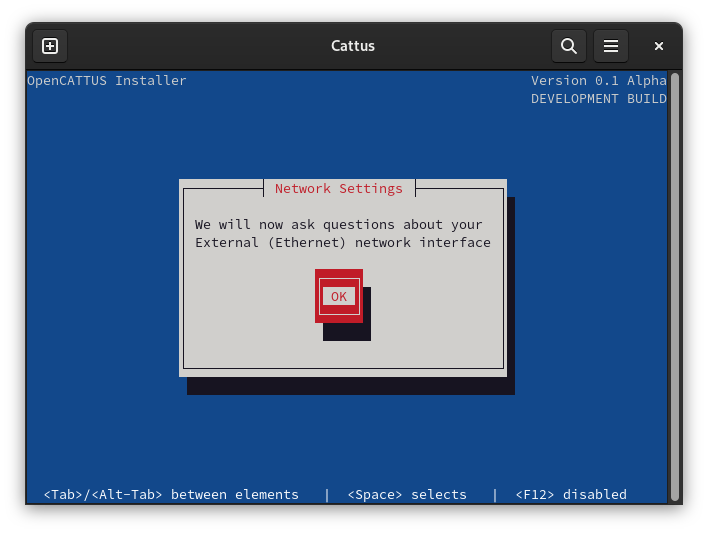 Cattus
OpenCATTUS Installer
Version 0.1 Alpha
DEVELOPMENT BUILD
Network Settings
We will now ask questions about your
External (Ethernet) network interface
OK
<Tab>/<Alt-Tab> between elements | <Space> selects | <F12> disabled